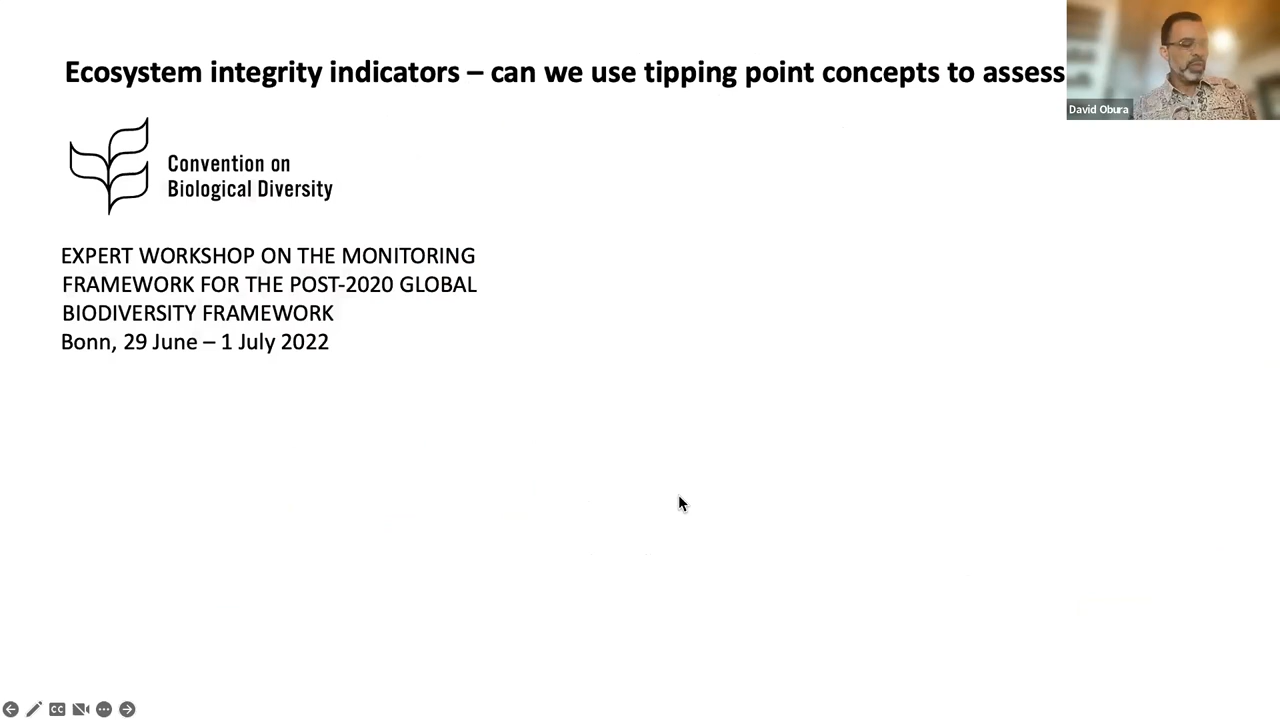 Ecosystem integrity indicators – can we use tipping point concepts to assess
David Obura
Convention on
Biological Diversity
EXPERT WORKSHOP ON THE MONITORING
FRAMEWORK FOR THE POST-2020 GLOBAL
BIODIVERSITY FRAMEWORK
Bonn, 29 June – 1 July 2022
CC